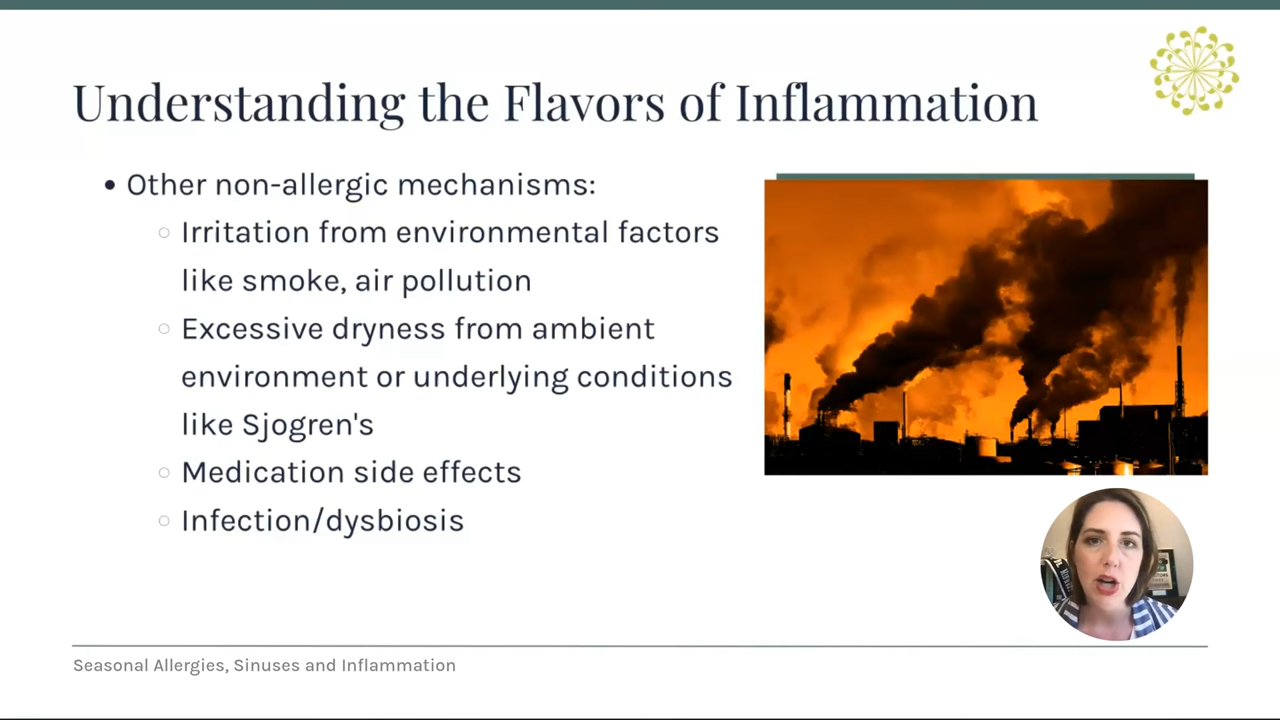 Understanding the Flavors of Inflammation
• Other non-allergic mechanisms:
○ Irritation from environmental factors
like smoke, air pollution
○ Excessive dryness from ambient
environment or underlying conditions
like Sjogren's
○ Medication side effects
○ Infection/dysbiosis
Seasonal Allergies, Sinuses and Inflammation